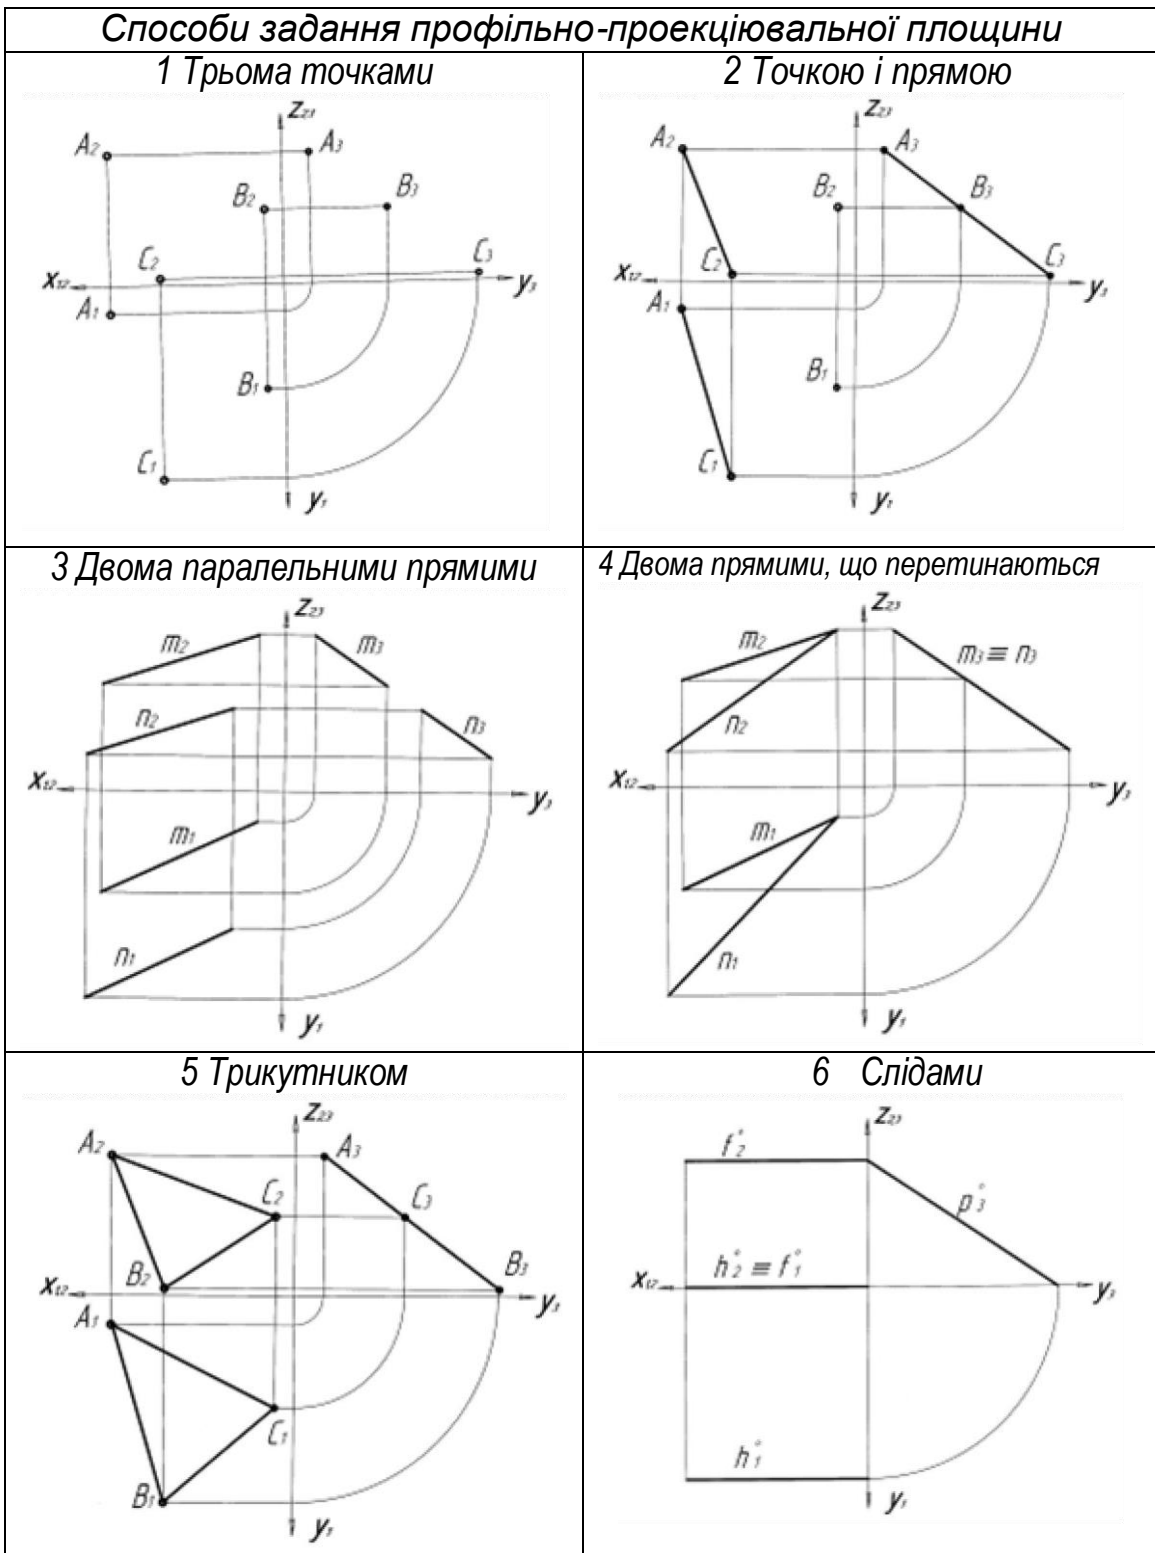 Способи задання профільно-проекціювальної площини
1 Трьома точками
2 Точкою і прямою
z₂₃
A₂
A₃
B₂
B₃
C₂
C₃
x₁₂
y₃
A₁
B₁
C₁
y₁
z₂₃
A₂
A₃
B₂
B₃
C₂
C₃
x₁₂
y₃
A₁
B₁
C₁
y₁
3 Двома паралельними прямими
4 Двома прямими, що перетинаються
z₂₃
m₂
m₃
n₂
n₃
x₁₂
y₃
m₁
n₁
y₁
z₂₃
m₂
m₃ ≡ n₃
n₂
x₁₂
y₃
m₁
n₁
y₁
5 Трикутником
6 Слідами
z₂₃
A₂
A₃
C₂
C₃
B₂
B₃
x₁₂
y₃
A₁
C₁
B₁
y₁
z₂₃
f°₂
p°₃
h°₂ ≡ f°₁
x₁₂
y₃
h°₁
y₁